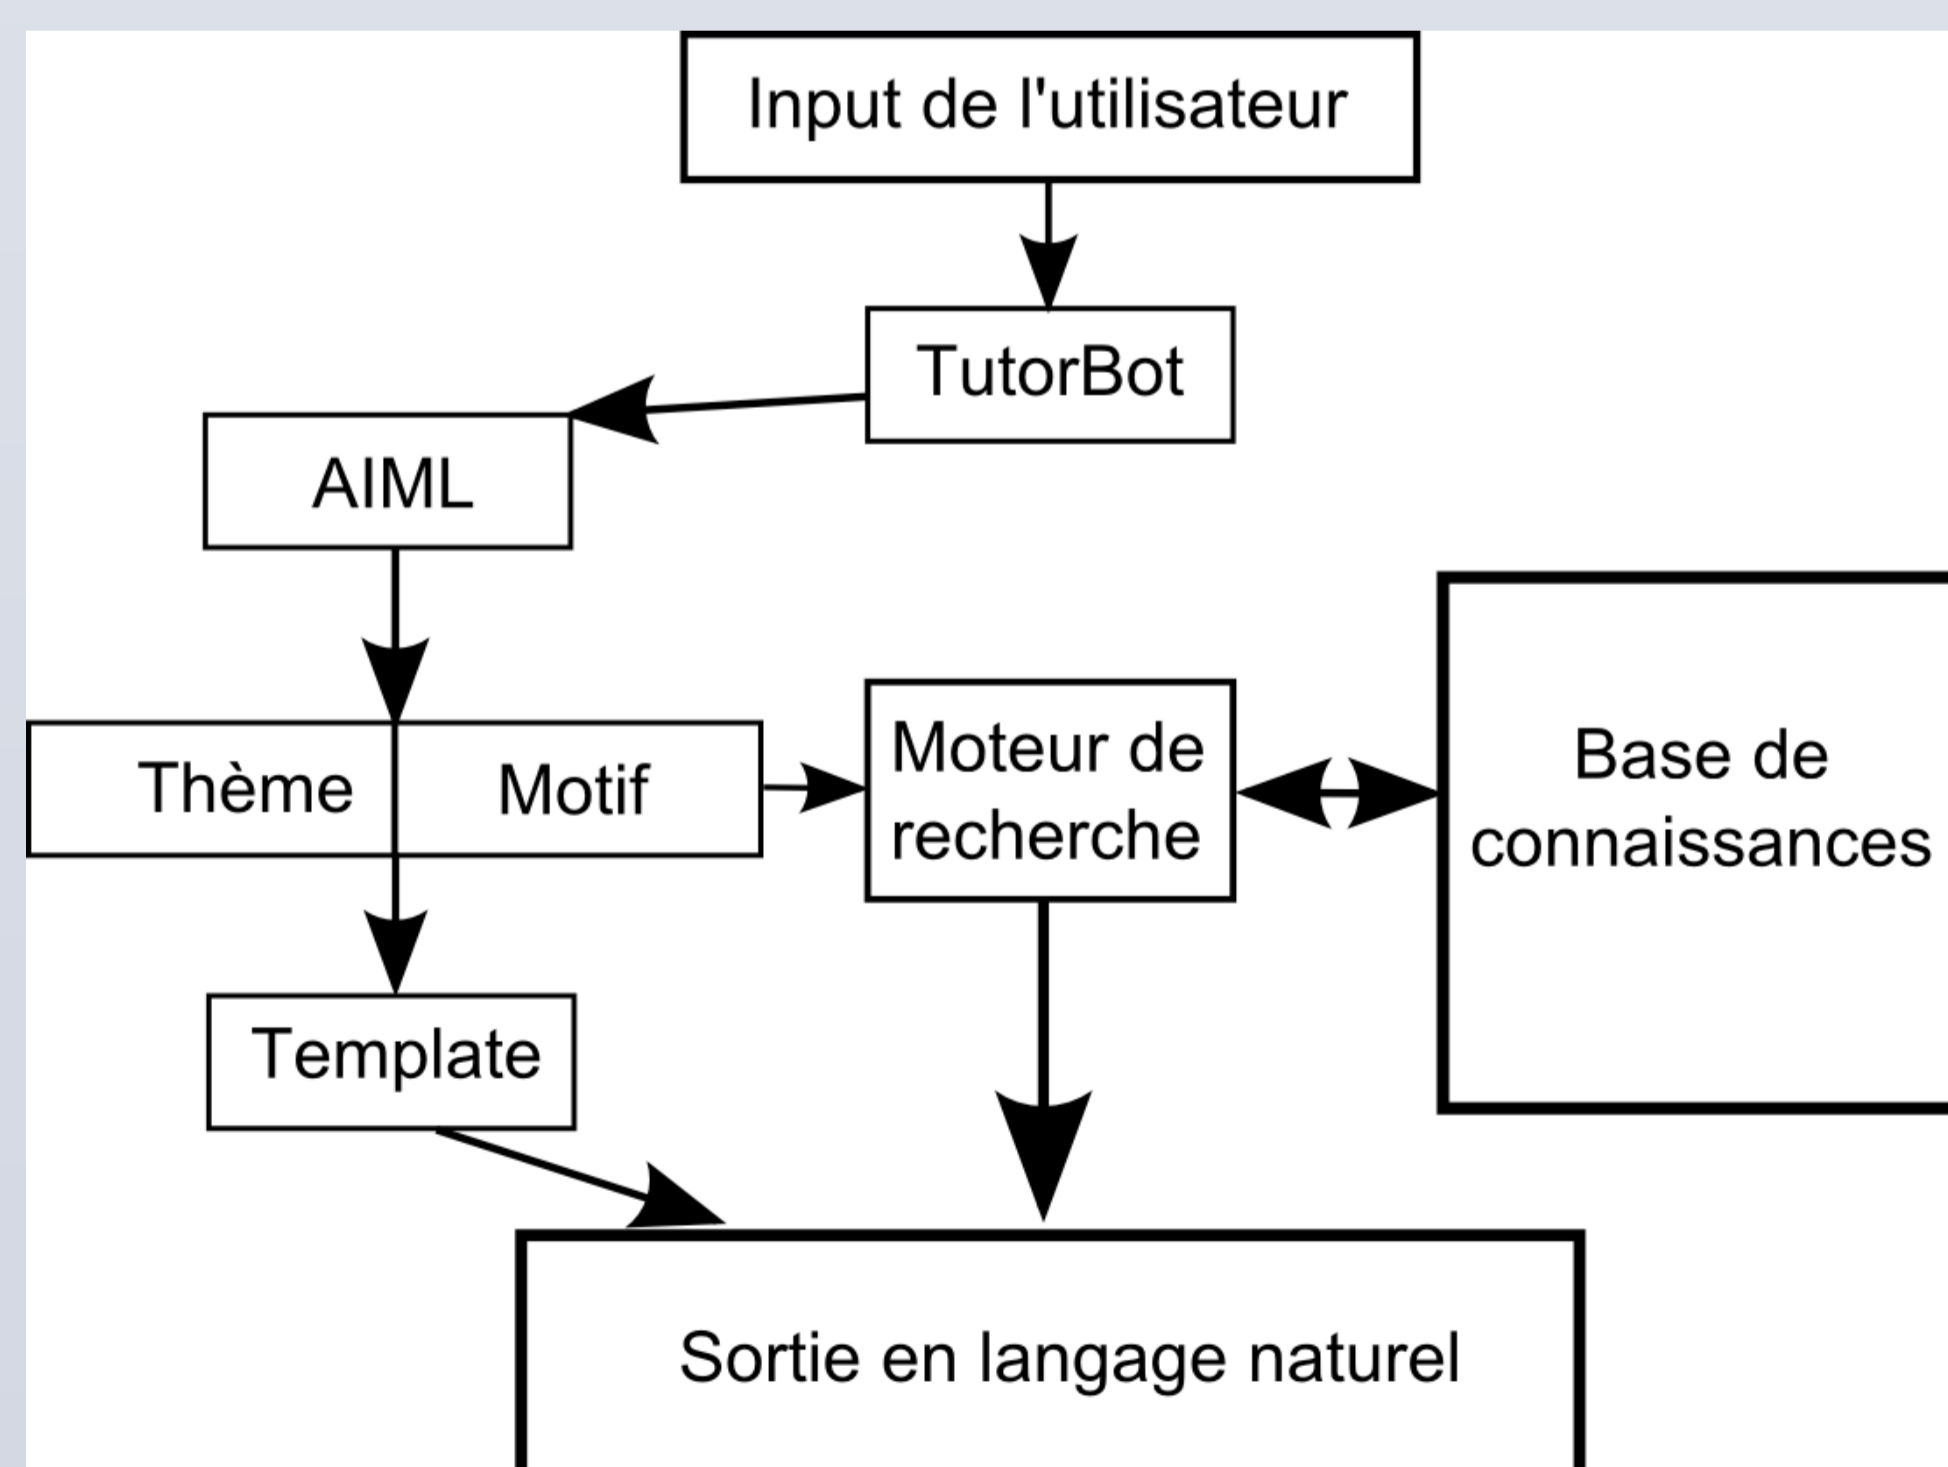 Input de l'utilisateur
TutorBot
AIML
Thème
Motif
Moteur de
recherche
Base de
connaissances
Template
Sortie en langage naturel